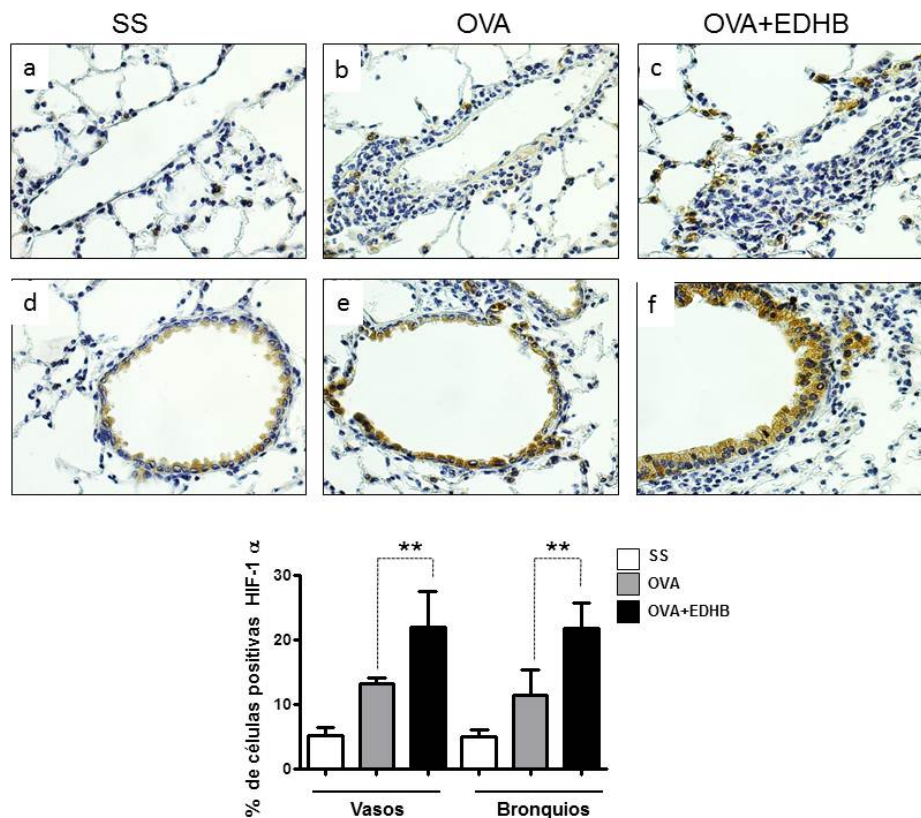 SS OVA OVA+EDHB
a b c
d e f
% de células positivas HIF-1 α
30
20
10
0
** **
SS
OVA
OVA+EDHB
Vasos Bronquios